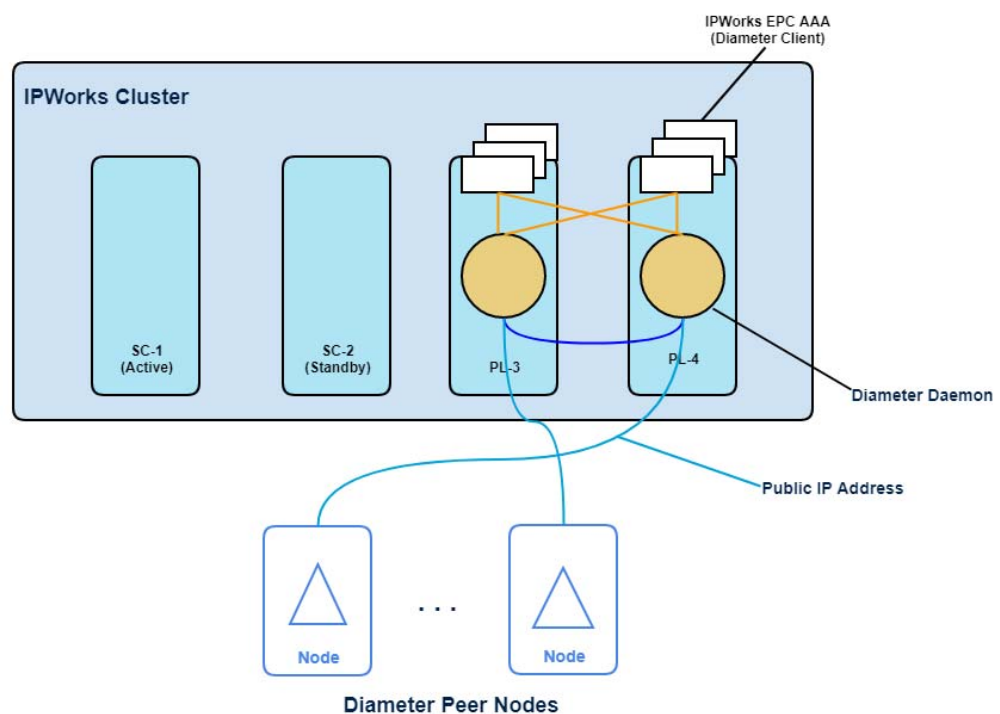 IPWorks EPC AAA
(Diameter Client)
IPWorks Cluster
SC-1
(Active)
SC-2
(Standby)
PL-3
PL-4
Diameter Daemon
Public IP Address
. . .
Node
Node
Diameter Peer Nodes